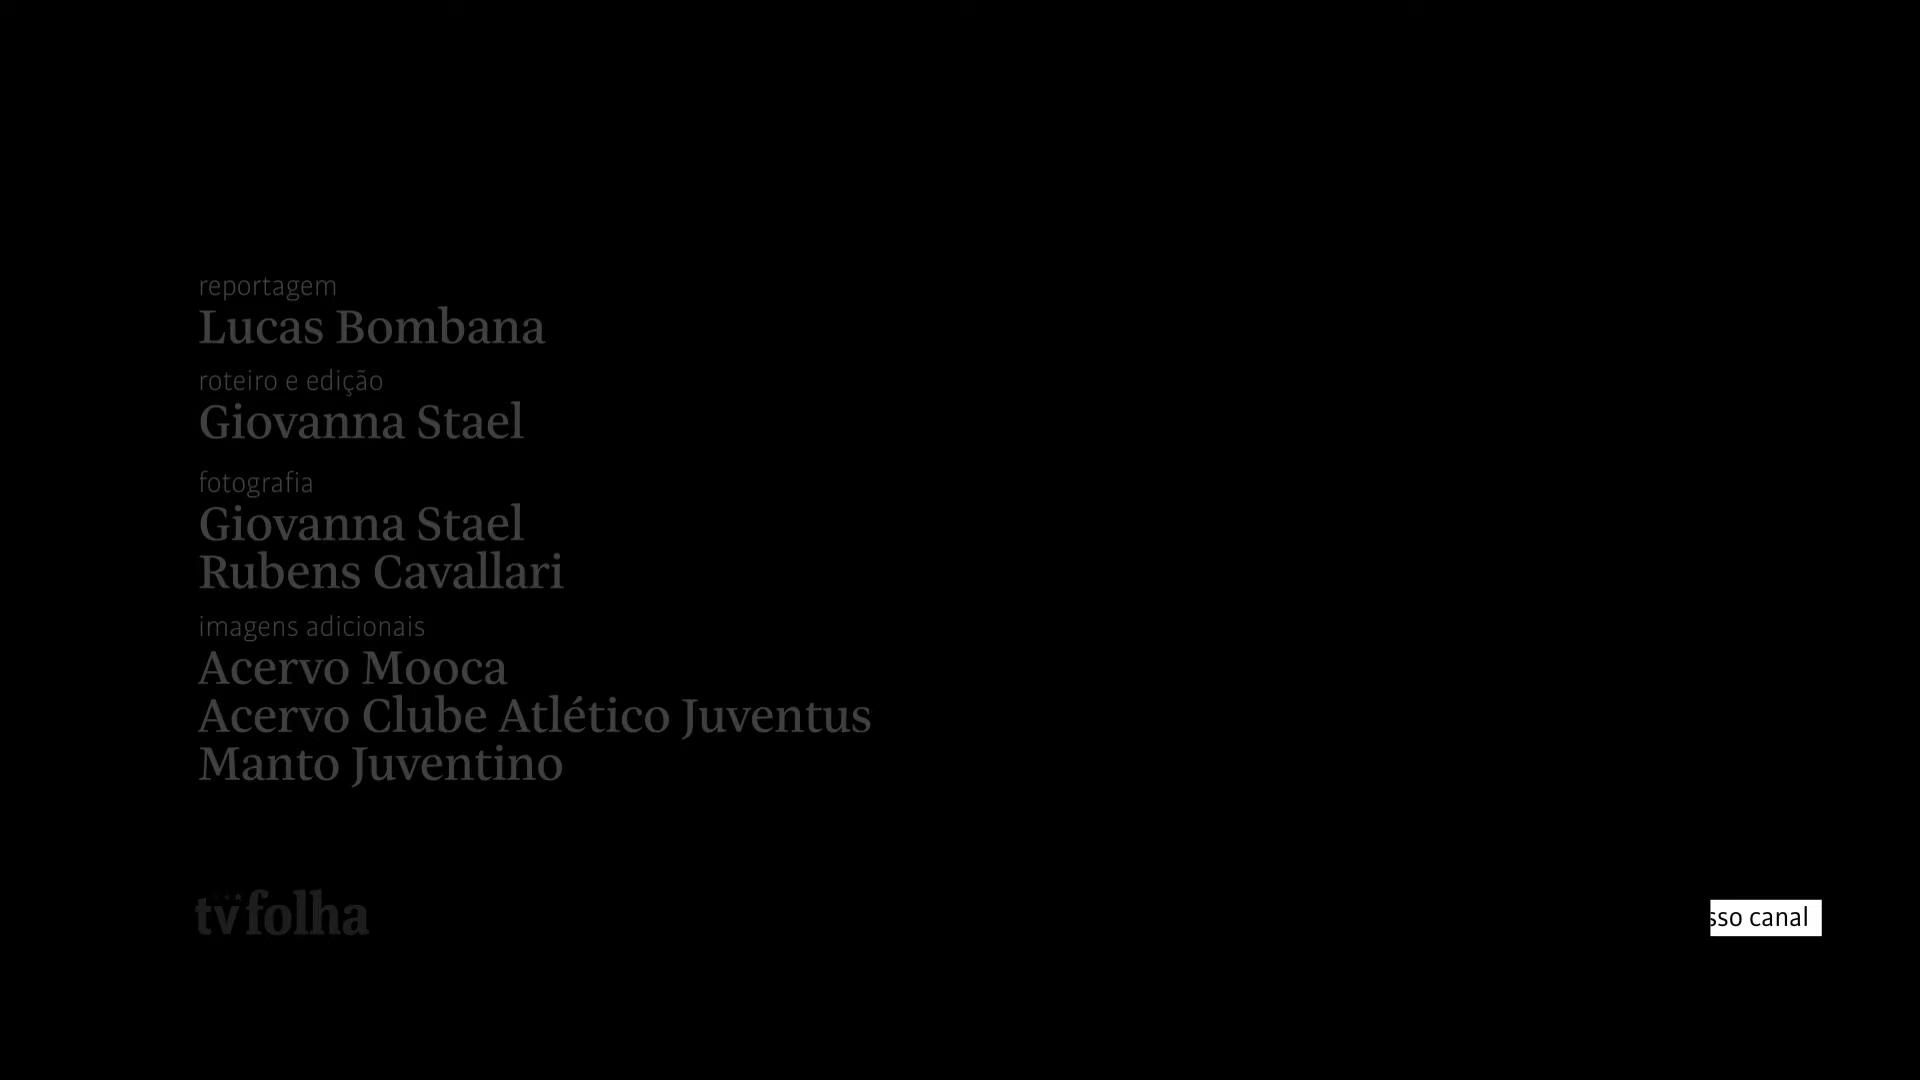 reportagem
Lucas Bombana
roteiro e edição
Giovanna Stael
fotografia
Giovanna Stael
Rubens Cavallari
imagens adicionais
Acervo Mooca
Acervo Clube Atlético Juventus
Manto Juventino
tvfolha
sso canal